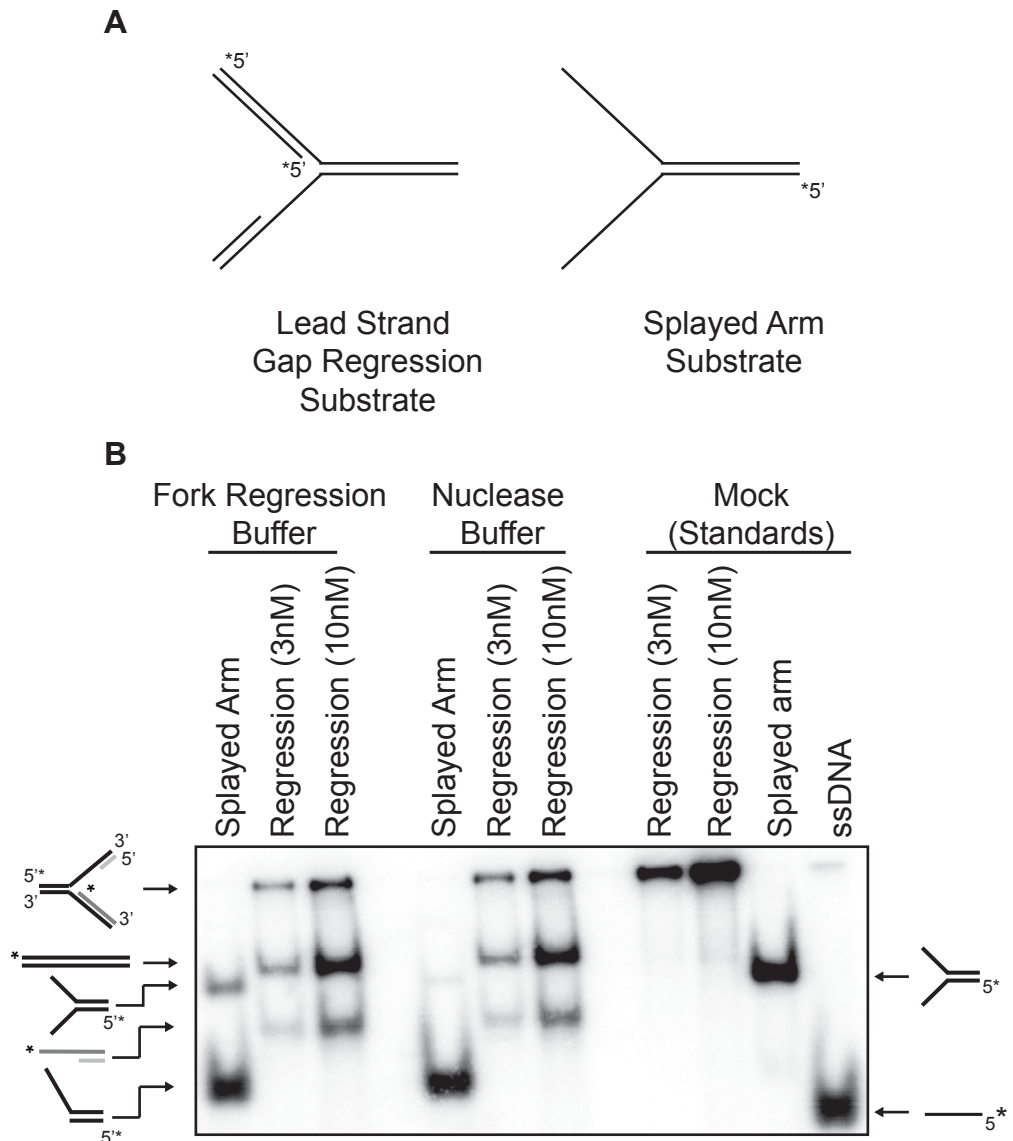 A
*5’
*5’
*5’
Lead Strand
Gap Regression
Substrate
Splayed Arm
Substrate
B
Fork Regression
Buffer
Nuclease
Buffer
Mock
(Standards)
Splayed Arm
Regression (3nM)
Regression (10nM)
Splayed Arm
Regression (3nM)
Regression (10nM)
Regression (3nM)
Regression (10nM)
Splayed arm
ssDNA
3’
5’
5’*
*
3’
3’
*
5’*
*
5’*
5*
5*